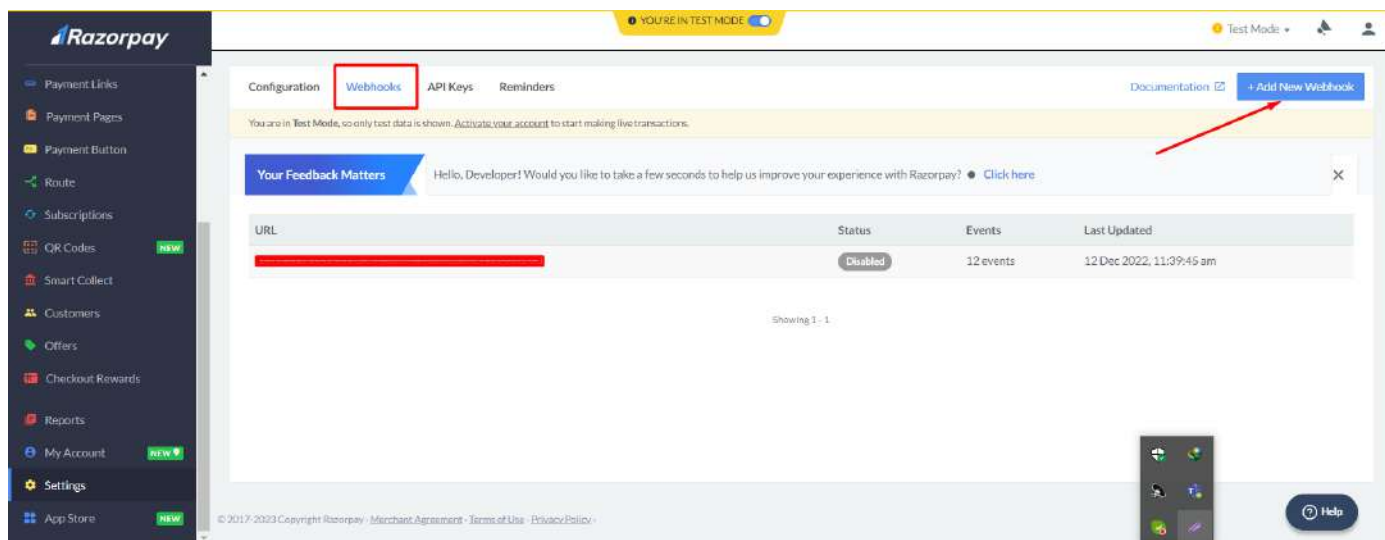 YOU'RE IN TEST MODE
Razorpay
Test Mode
Payment Links
Payment Pages
Payment Button
Route
Subscriptions
QR Codes NEW
Smart Collect
Customers
Offers
Checkout Rewards
Reports
My Account NEW
Settings
App Store NEW
Configuration Webhooks API Keys Reminders Documentation + Add New Webhook
You are in Test Mode, so only test data is shown. Activate your account to start making live transactions.
Your Feedback Matters Hello, Developer! Would you like to take a few seconds to help us improve your experience with Razorpay? Click here
URL Status Events Last Updated
Disabled 12 events 12 Dec 2022, 11:39:45 am
Showing 1 - 1
© 2017-2023 Copyright Razorpay · Merchant Agreement · Terms of Use · Privacy Policy ·
Help